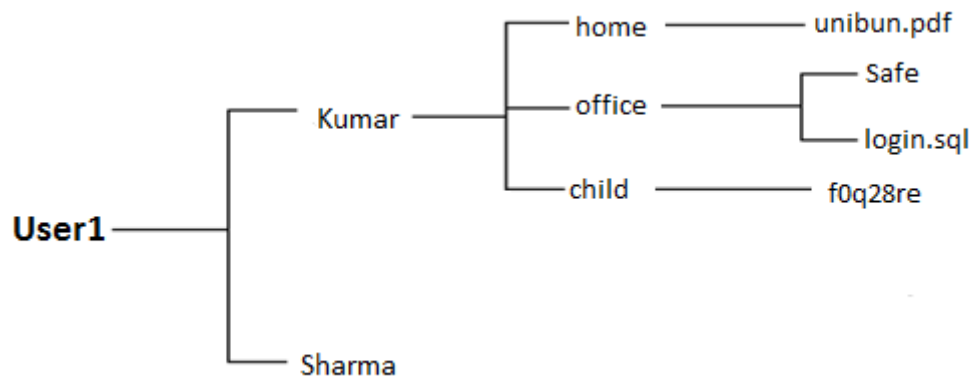 home
unibun.pdf
Safe
Kumar
office
login.sql
child
f0q28re
User1
Sharma